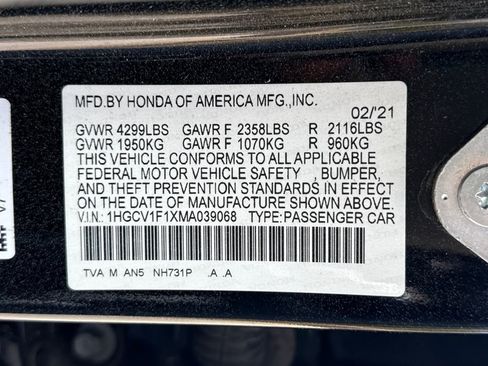 MFD.BY HONDA OF AMERICA MFG.,INC.
02/'21
GVWR 4299LBS GAWR F 2358LBS R 2116LBS
GVWR 1950KG GAWR F 1070KG R 960KG
THIS VEHICLE CONFORMS TO ALL APPLICABLE
FEDERAL MOTOR VEHICLE SAFETY , BUMPER,
AND THEFT PREVENTION STANDARDS IN EFFECT
ON THE DATE OF MANUFACTURE SHOWN ABOVE.
V.I.N.: 1HGCV1F1XMA039068 TYPE:PASSENGER CAR
TVA M AN5 NH731P .A .A